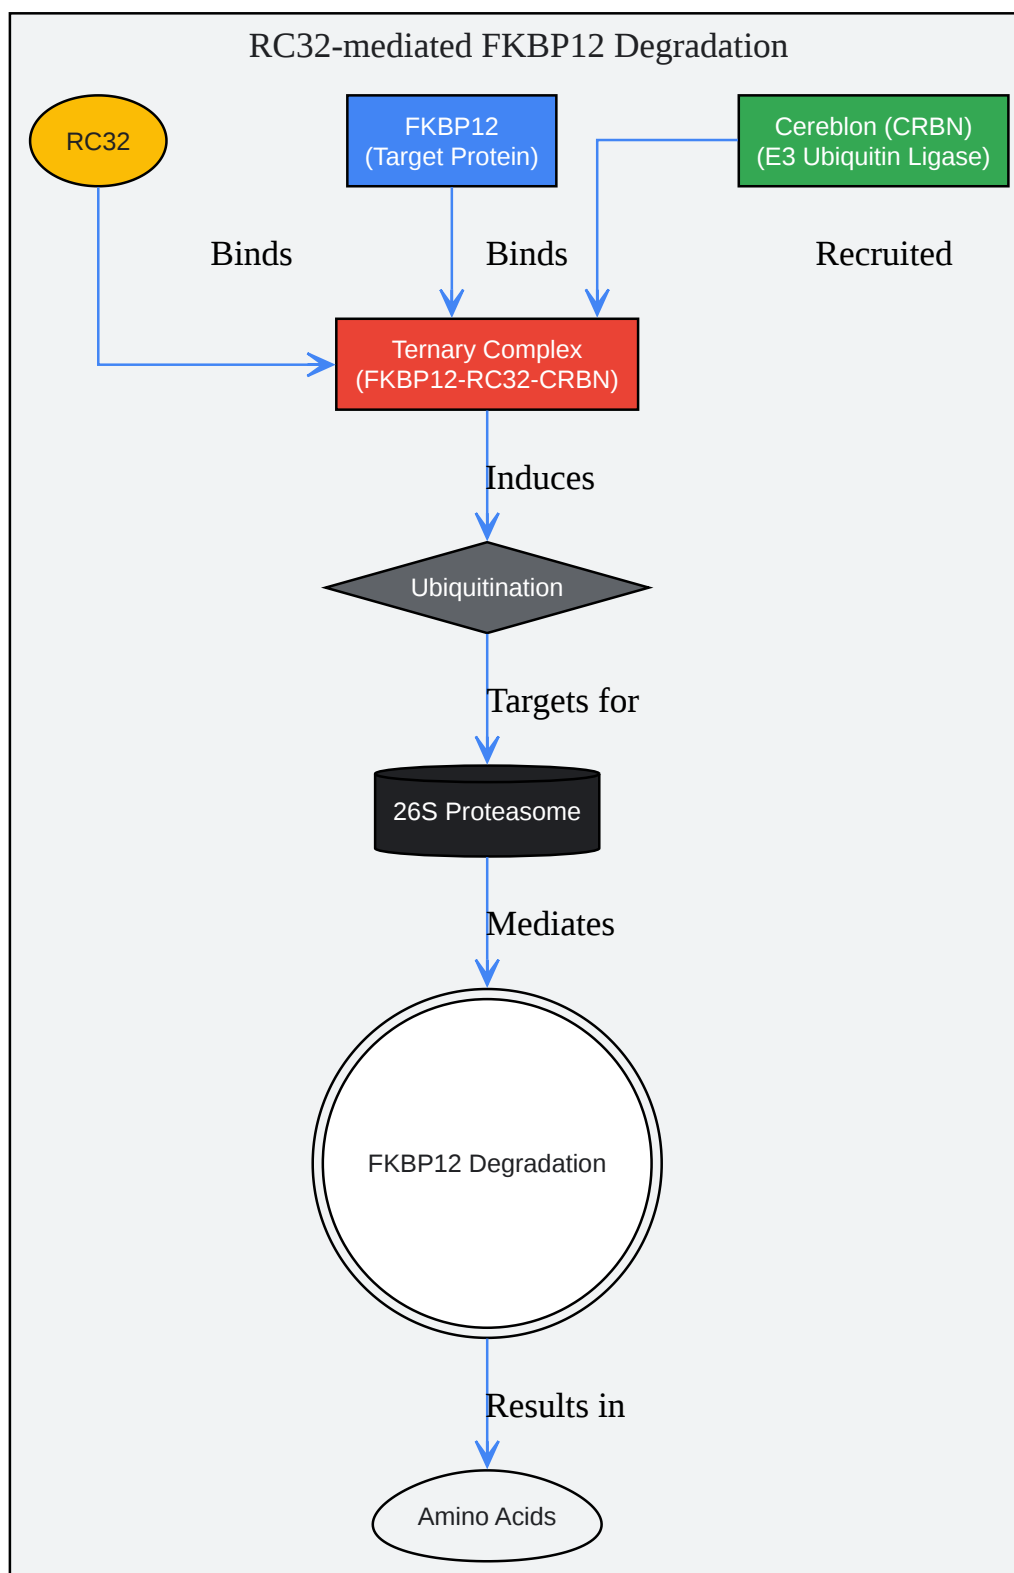 RC32-mediated FKBP12 Degradation
RC32
FKBP12
(Target Protein)
Cereblon (CRBN)
(E3 Ubiquitin Ligase)
Binds
Binds
Recruited
Ternary Complex
(FKBP12-RC32-CRBN)
Induces
Ubiquitination
Targets for
26S Proteasome
Mediates
FKBP12 Degradation
Results in
Amino Acids